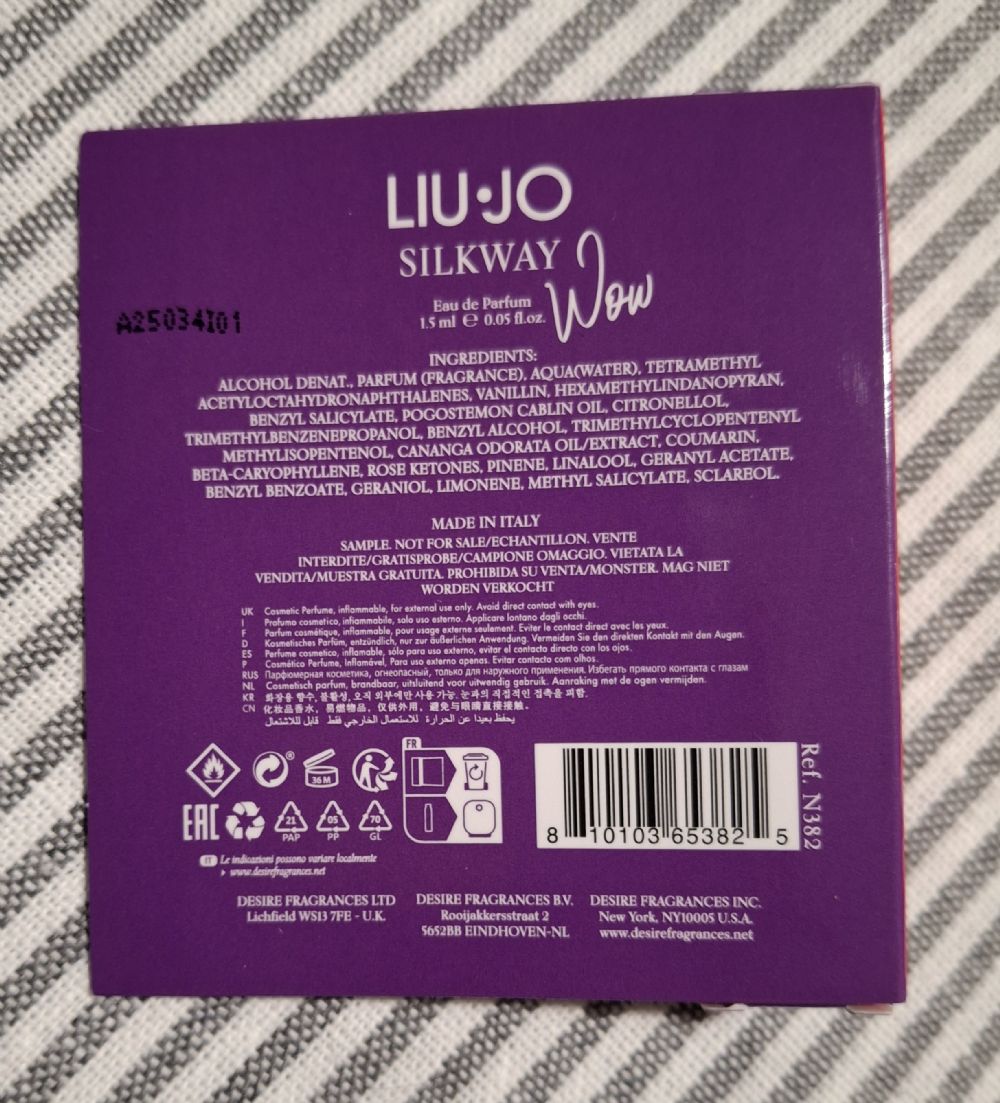 LIU·JO
SILKWAY
Wow
Eau de Parfum
1.5 ml ℮ 0.05 fl.oz.
A25034I01
INGREDIENTS:
ALCOHOL DENAT., PARFUM (FRAGRANCE), AQUA(WATER), TETRAMETHYL
ACETYLOCTAHYDRONAPHTHALENES, VANILLIN, HEXAMETHYLINDANOPYRAN,
BENZYL SALICYLATE, POGOSTEMON CABLIN OIL, CITRONELLOL,
TRIMETHYLBENZENEPROPANOL, BENZYL ALCOHOL, TRIMETHYLCYCLOPENTENYL
METHYLISOPENTENOL, CANANGA ODORATA OIL/EXTRACT, COUMARIN,
BETA-CARYOPHYLLENE, ROSE KETONES, PINENE, LINALOOL, GERANYL ACETATE,
BENZYL BENZOATE, GERANIOL, LIMONENE, METHYL SALICYLATE, SCLAREOL.
MADE IN ITALY
SAMPLE. NOT FOR SALE/ECHANTILLON. VENTE
INTERDITE/GRATISPROBE/CAMPIONE OMAGGIO. VIETATA LA
VENDITA/MUESTRA GRATUITA. PROHIBIDA SU VENTA/MONSTER. MAG NIET
WORDEN VERKOCHT
UK Cosmetic Perfume, inflammable, for external use only. Avoid direct contact with eyes.
I Profumo cosmetico, infiammabile, solo uso esterno. Applicare lontano dagli occhi.
F Parfum cosmétique, inflammable, pour usage externe seulement. Eviter le contact direct avec les yeux.
D Kosmetisches Parfüm, entzündlich, nur zur äußerlichen Anwendung. Vermeiden Sie den direkten Kontakt mit den Augen.
ES Perfume cosmetico, inflamable, sólo para uso externo, evitar el contacto directo con los ojos.
P Cosmético Perfume, Inflamável, Para uso externo apenas. Evitar contacto com olhos.
RUS Парфюмерная косметика, огнеопасный, только для наружного применения. Избегать прямого контакта с глазам
NL Cosmetisch parfum, brandbaar, uitsluitend voor uitwendig gebruik. Aanraking met de ogen vermijden.
KR 화장용 향수, 불활성, 오직 외부에만 사용 가능. 눈과의 직접적인 접촉을 피함.
CN 化妆品香水，易燃物品，仅供外用，避免与眼睛直接接触。
يحفظ بعيدا عن الحرارة للاستعمال الخارجي فقط قابل للاشتعال
36 M
FR
EAC
21
PAP
05
PP
70
GL
8 10103 65382 5
Ref. N382
IT Le indicazioni possono variare localmente
www.desirefragrances.net
DESIRE FRAGRANCES LTD
Lichfield WS13 7FE - U.K.
DESIRE FRAGRANCES B.V.
Rooijakkersstraat 2
5652BB EINDHOVEN-NL
DESIRE FRAGRANCES INC.
New York, NY10005 U.S.A.
www.desirefragrances.net